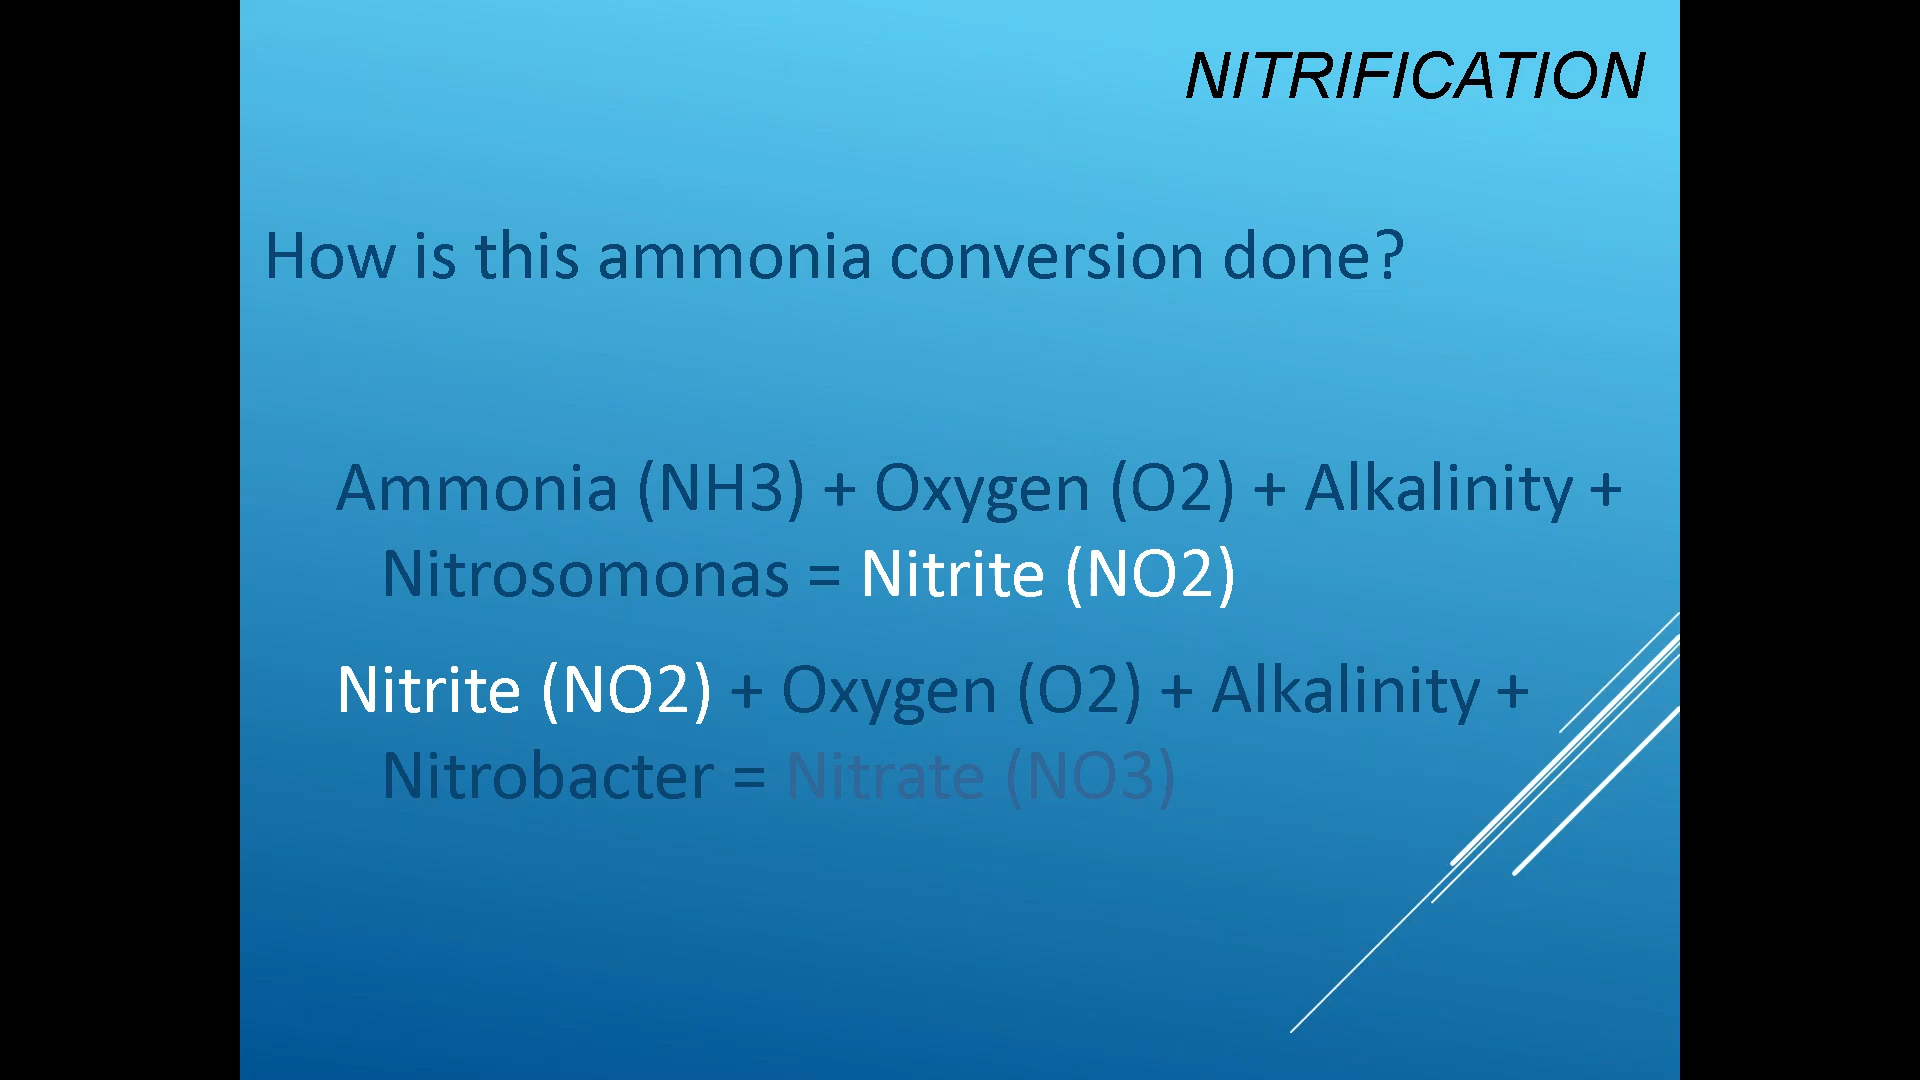 NITRIFICATION
How is this ammonia conversion done?
Ammonia (NH3) + Oxygen (O2) + Alkalinity +
Nitrosomonas = Nitrite (NO2)
Nitrite (NO2) + Oxygen (O2) + Alkalinity +
Nitrobacter = Nitrate (NO3)